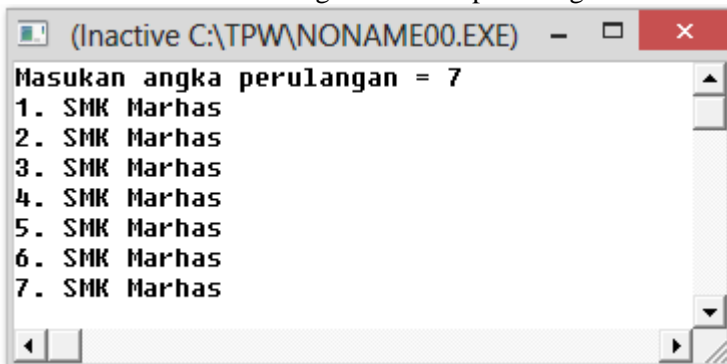 (Inactive C:\TPW\NONAME00.EXE)
Masukan angka perulangan = 7
1. SMK Marhas
2. SMK Marhas
3. SMK Marhas
4. SMK Marhas
5. SMK Marhas
6. SMK Marhas
7. SMK Marhas